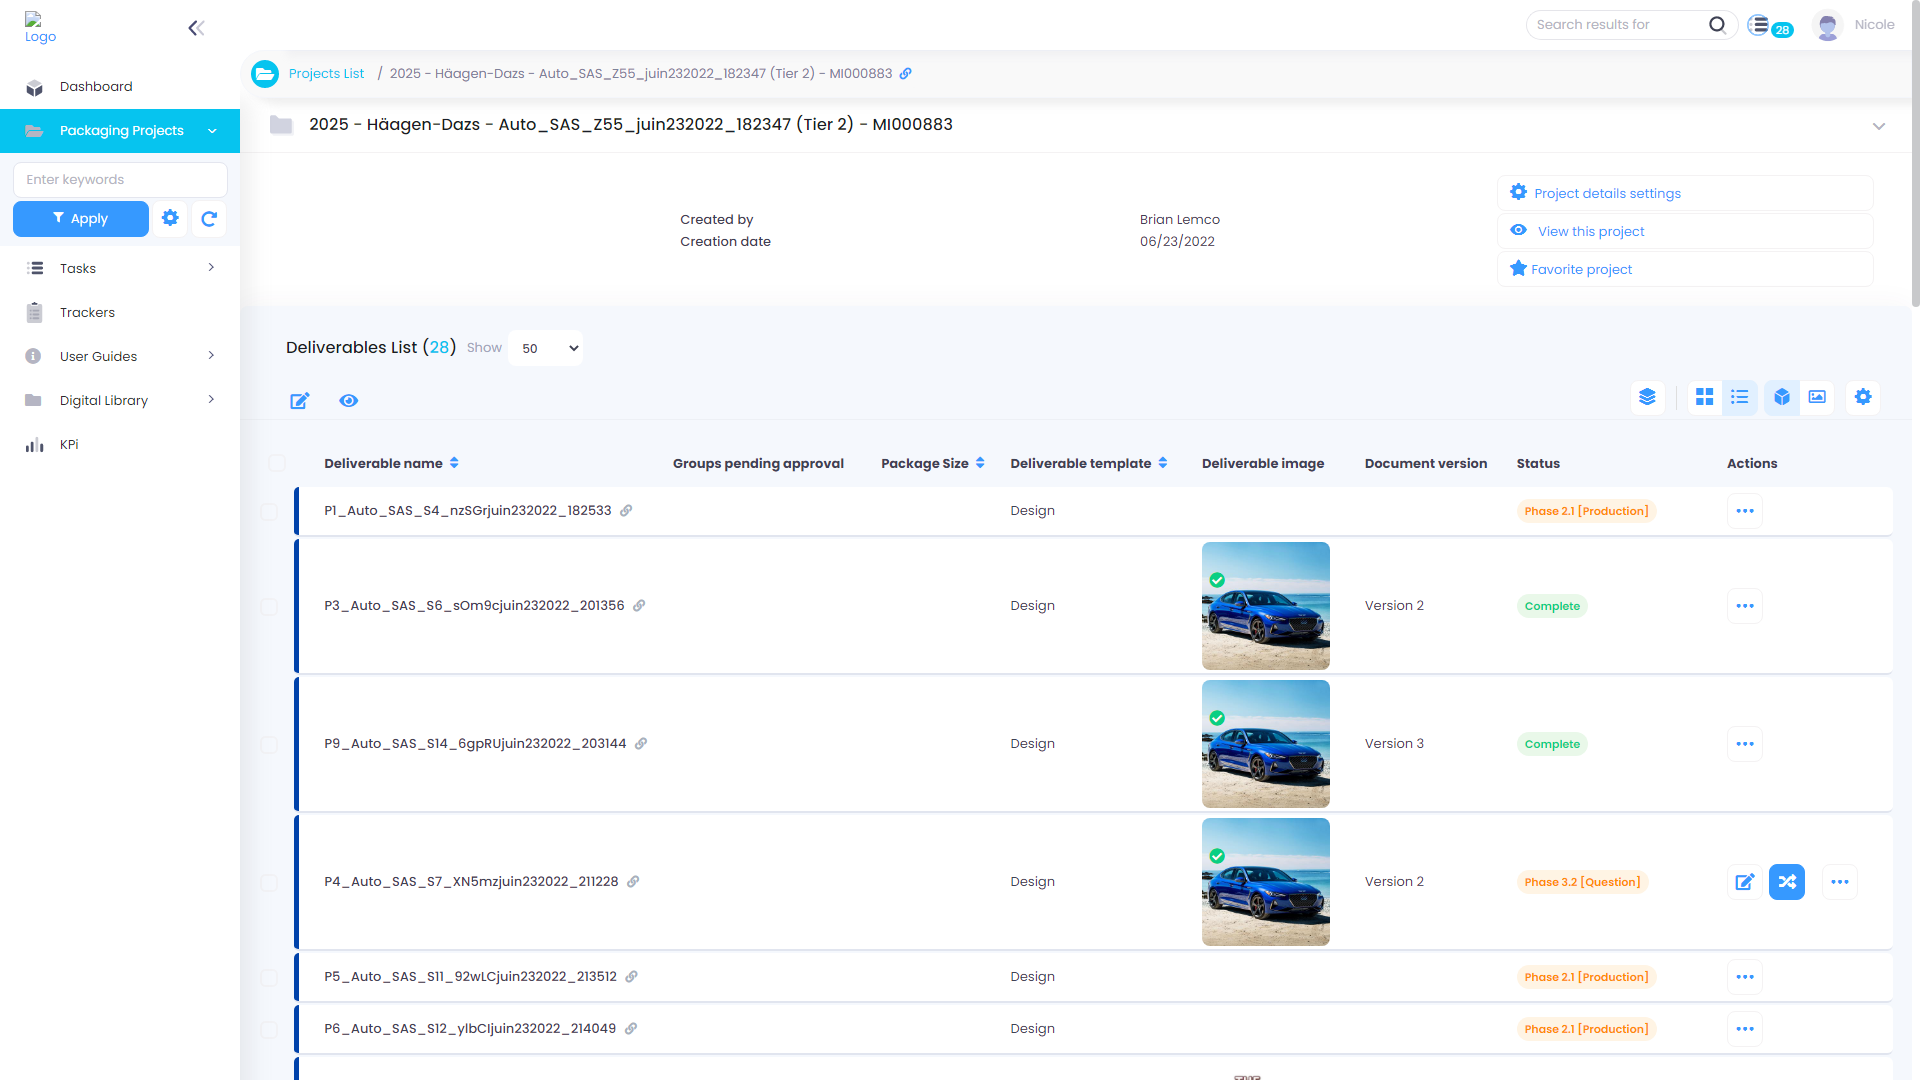 Logo
Search results for
28
Nicole
Dashboard
Packaging Projects
Enter keywords
Apply
Tasks
Trackers
User Guides
Digital Library
KPi
Projects List / 2025 - Häagen-Dazs - Auto_SAS_Z55_juin232022_182347 (Tier 2) - MI000883
2025 - Häagen-Dazs - Auto_SAS_Z55_juin232022_182347 (Tier 2) - MI000883
Created by Brian Lemco
Creation date 06/23/2022
Project details settings
View this project
Favorite project
Deliverables List (28) Show 50
Deliverable name Groups pending approval Package Size Deliverable template Deliverable image Document version Status Actions
P1_Auto_SAS_S4_nzSGrjuin232022_182533 Design Phase 2.1 [Production]
P3_Auto_SAS_S6_sOm9cjuin232022_201356 Design Version 2 Complete
P9_Auto_SAS_S14_6gpRUjuin232022_203144 Design Version 3 Complete
P4_Auto_SAS_S7_XN5mzjuin232022_211228 Design Version 2 Phase 3.2 [Question]
P5_Auto_SAS_S11_92wLCjuin232022_213512 Design Phase 2.1 [Production]
P6_Auto_SAS_S12_ylbCIjuin232022_214049 Design Phase 2.1 [Production]